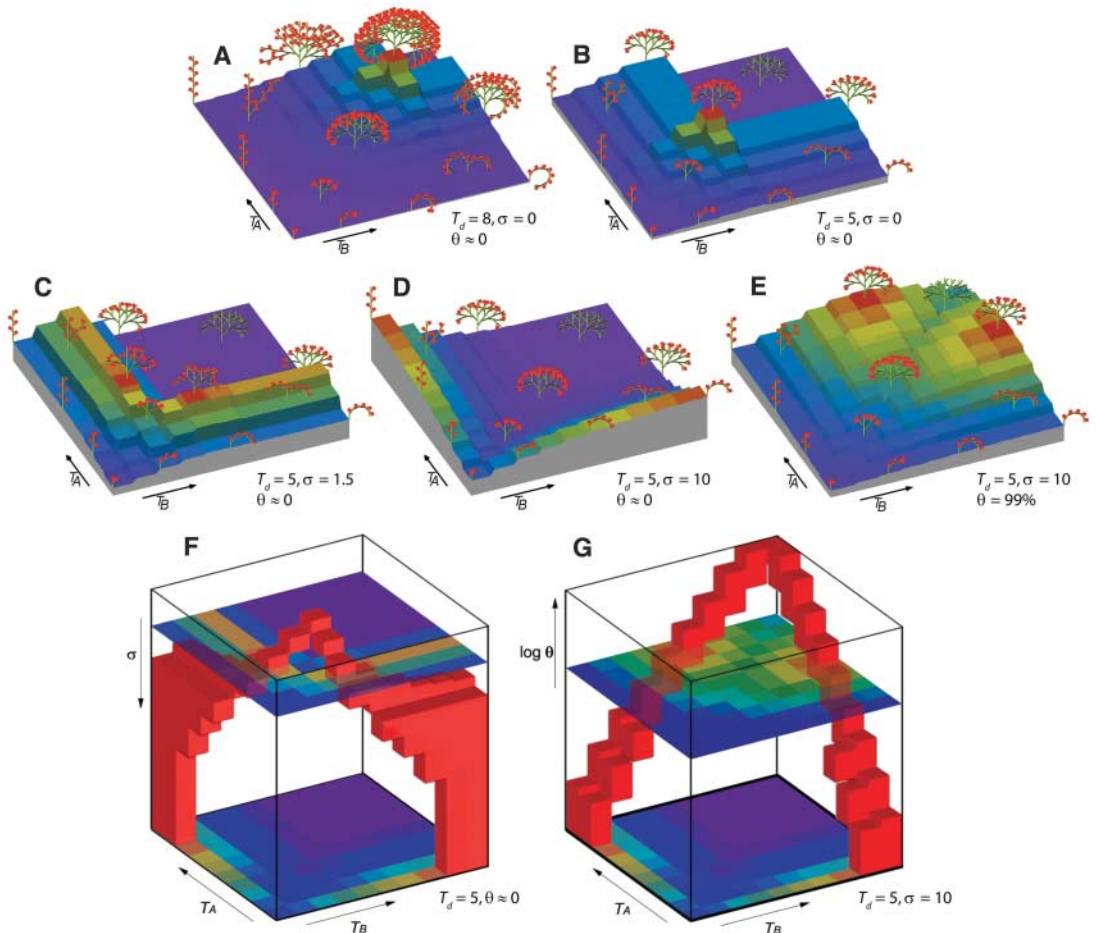 A
B
T_A
T_B
T_d = 8, σ = 0
θ ≈ 0
T_A
T_B
T_d = 5, σ = 0
θ ≈ 0
C
D
E
T_A
T_B
T_d = 5, σ = 1.5
θ ≈ 0
T_A
T_B
T_d = 5, σ = 10
θ ≈ 0
T_A
T_B
T_d = 5, σ = 10
θ = 99%
F
G
σ
log θ
T_A
T_B
T_d = 5, θ ≈ 0
T_A
T_B
T_d = 5, σ = 10